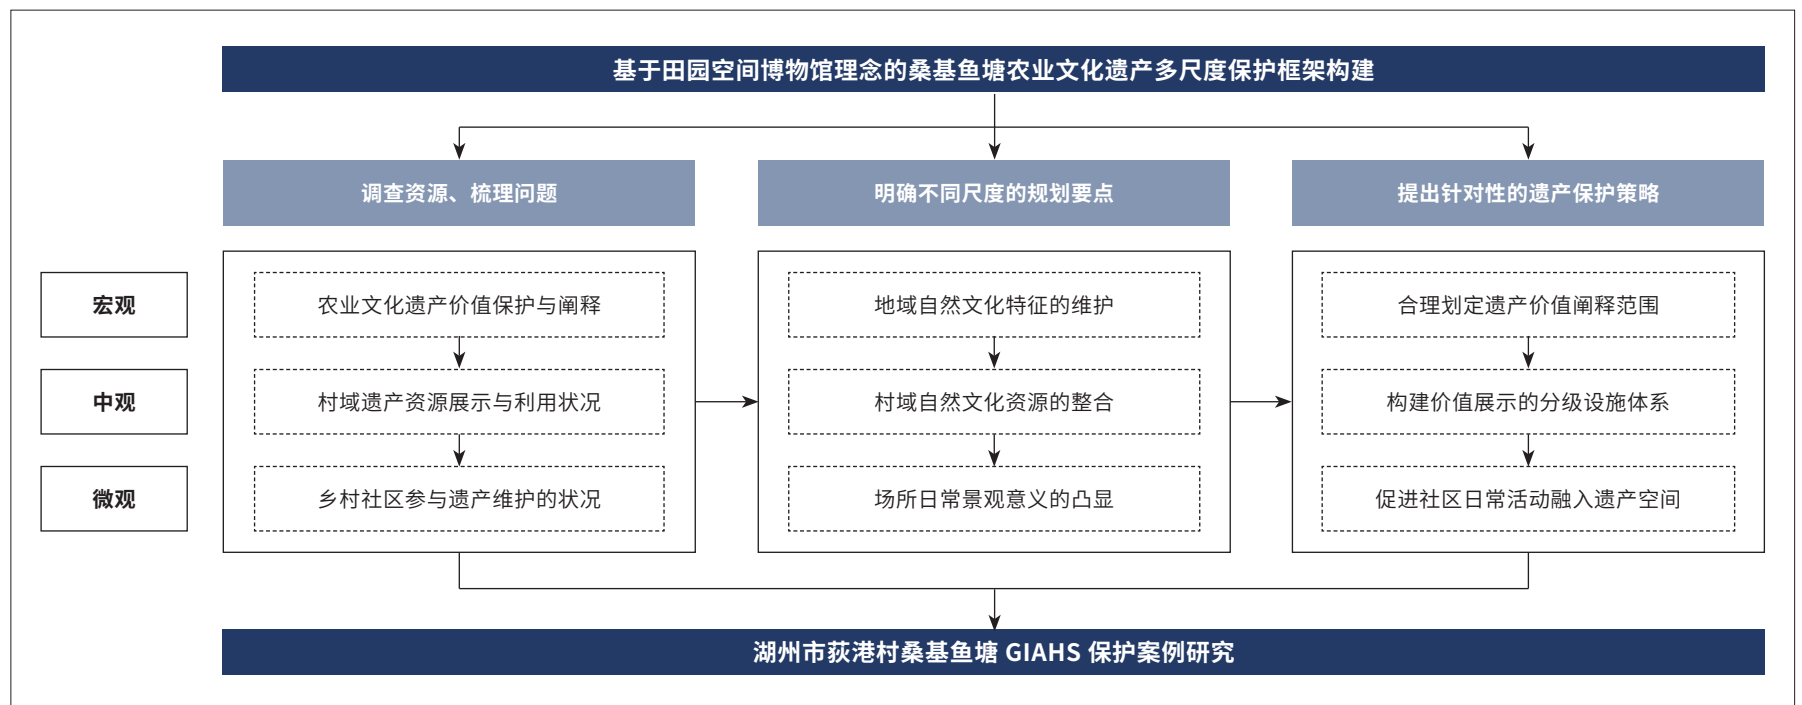 基于田园空间博物馆理念的桑基鱼塘农业文化遗产多尺度保护框架构建
调查资源、梳理问题
明确不同尺度的规划要点
提出针对性的遗产保护策略
宏观
农业文化遗产价值保护与阐释
地域自然文化特征的维护
合理划定遗产价值阐释范围
中观
村域遗产资源展示与利用状况
村域自然文化资源的整合
构建价值展示的分级设施体系
微观
乡村社区参与遗产维护的状况
场所日常景观意义的凸显
促进社区日常活动融入遗产空间
湖州市荻港村桑基鱼塘 GIAHS 保护案例研究